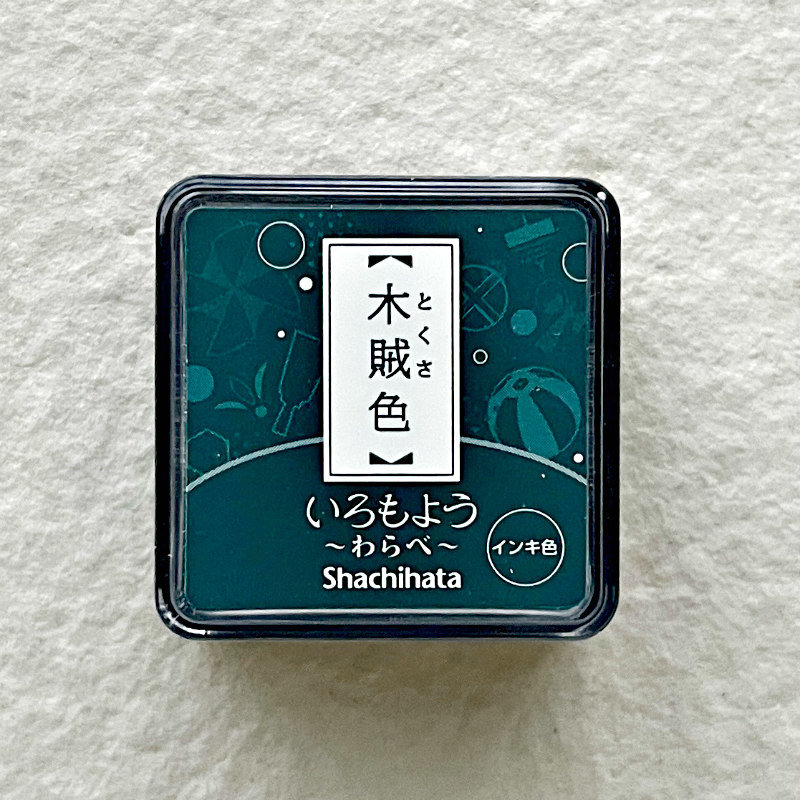 【木賊色】
とくさ
いろもよう
～わらべ～
Shachihata
インキ色